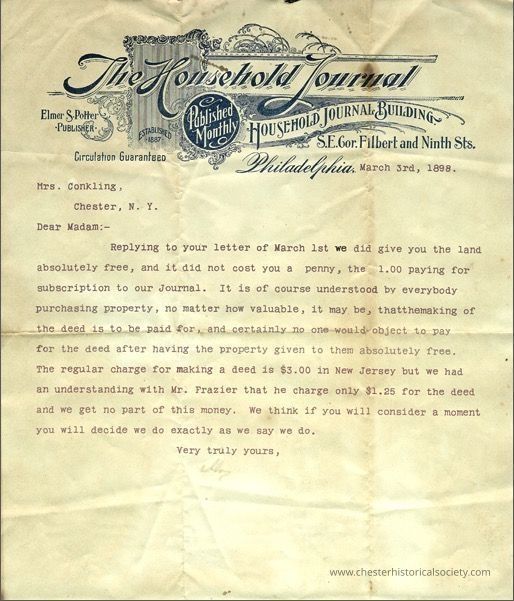 The Household Journal
Elmer S. Potter
· PUBLISHER ·
ESTABLISHED
· 1887 ·
Published
Monthly
HOUSEHOLD JOURNAL BUILDING
S.E. Cor. Filbert and Ninth Sts.
Circulation Guaranteed
Philadelphia, March 3rd, 1898.
Mrs. Conkling,
Chester, N. Y.
Dear Madam:-
Replying to your letter of March 1st we did give you the land
absolutely free, and it did not cost you a penny, the 1.00 paying for
subscription to our Journal. It is of course understood by everybody
purchasing property, no matter how valuable, it may be, thatthemaking of
the deed is to be paid for, and certainly no one would object to pay
for the deed after having the property given to them absolutely free.
The regular charge for making a deed is $3.00 in New Jersey but we had
an understanding with Mr. Frazier that he charge only $1.25 for the deed
and we get no part of this money. We think if you will consider a moment
you will decide we do exactly as we say we do.
Very truly yours,
www.chesterhistoricalsociety.com